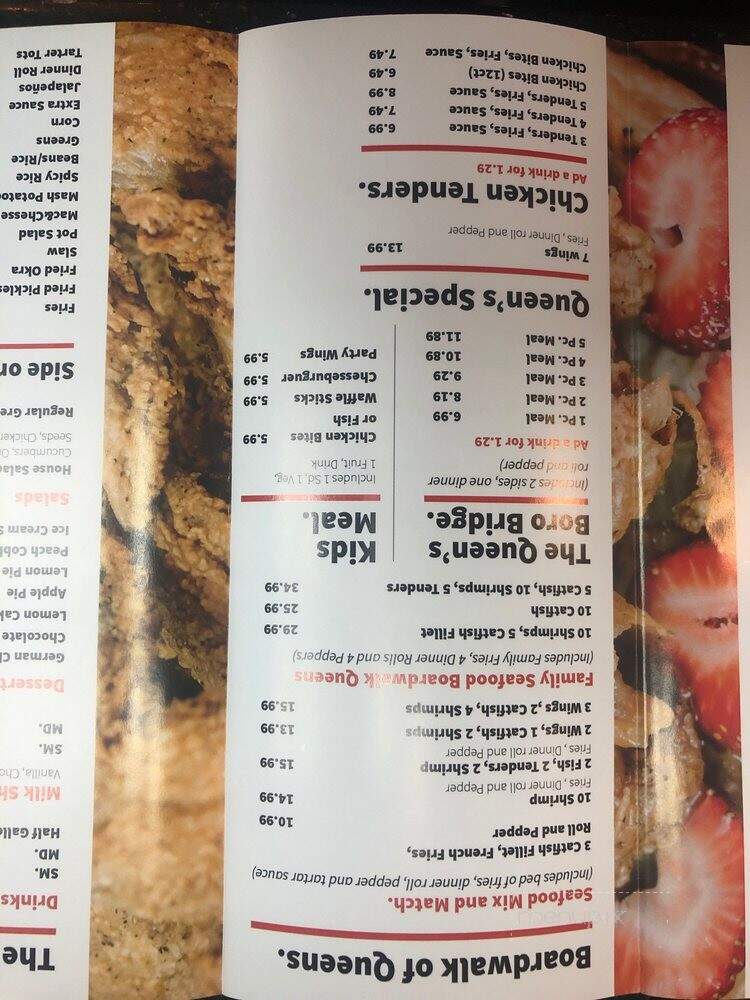 Boardwalk of Queens.
Seafood Mix and Match.
(Includes bed of fries, dinner roll, pepper and tartar sauce)
3 Catfish, Fillet, French Fries,
Roll and Pepper 10.99
10 Shrimp 14.99
Fries, Dinner roll and Pepper
2 Fish, 2, Tenders, 2 Shrimp 15.99
Fries, Dinner roll and Pepper
2 Wings, 1 Catfish, 2 Shrimps 13.99
3 Wings ,2 Catfish, 4 Shrimps 15.99
Family Seafood Boardwalk Queens
(Includes Family Fries, 4 Dinner Rolls and 4 Peppers)
10 Shrimps, 5 Catfish Fillet 29.99
10 Catfish 25.99
5 Catfish, 10 Shrimps, 5 Tenders 34.99
The Queen's
Boro Bridge.
(Includes 2 sides, one dinner
roll and pepper)
Ad a drink for 1.29
1 Pc. Meal 6.99
2 Pc. Meal 8.19
3 Pc. Meal 9.29
4 Pc. Meal 10.89
5 Pc. Meal 11.89
Kids
Meal.
Includes 1 Sd, 1 Veg,
1 Fruit, Drink
Chicken Bites 5.99
or Fish
Waffle Sticks 5.99
Chesseburguer 5.99
Party Wings 5.99
Queen's Special.
7 wings 13.99
Fries , Dinner roll and Pepper
Chicken Tenders.
Ad a drink for 1.29
3 Tenders, Fries, Sauce 6.99
4 Tenders, Fries, Sauce 7.49
5 Tenders, Fries, Sauce 8.99
Chicken Bites (12ct) 6.49
Chicken Bites, Fries, Sauce 7.49
The
Drinks
SM.
MD.
Half
Milk
Vanilla,
SM.
MD.
German
Chocolate
Lemon
Apple Pie
Lemon Pie
Peach
Ice Cream
Salads
House
Cucumbers,
Seeds,
Regular
Side
Fries
Fried
Fried Okra
Slaw
Pot Salad
Mac&Chesse
Mash
Spicy Rice
Beans/Rice
Greens
Corn
Extra Sauce
Jalapeños
Dinner Roll
Tarter Tots